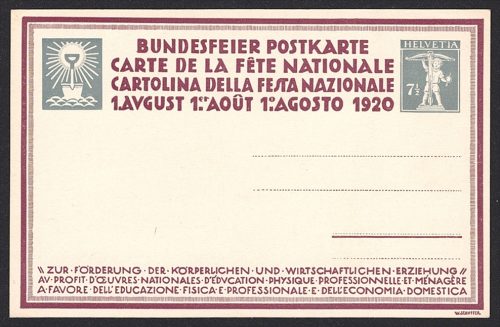 BUNDESFEIER POSTKARTE
CARTE DE LA FÊTE NATIONALE
CARTOLINA DELLA FESTA NAZIONALE
1.AVGUST 1.ER AOÛT 1.O AGOSTO 1920
HELVETIA
7½
ZUR·FÖRDERUNG·DER·KÖRPERLICHEN·UND·WIRTSCHAFTLICHEN·ERZIEHUNG
AV·PROFIT·D'ŒUVRES·NATIONALES·D'ÉDVCATION·PHYSIQUE·PROFESSIONNELLE·ET·MÉNAGÈRE
A·FAVORE·DELL'EDUCAZIONE·FISICA·E·PROFESSIONALE·E·DELL'ECONOMIA·DOMESTICA